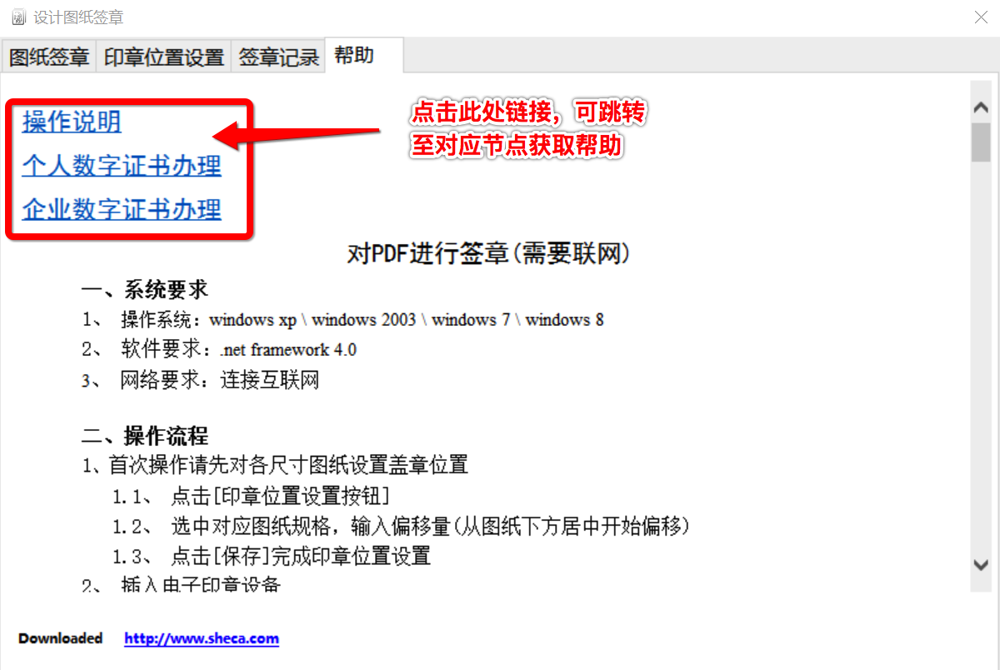 设计图纸签章
图纸签章 印章位置设置 签章记录 帮助
操作说明
个人数字证书办理
企业数字证书办理
点击此处链接，可跳转
至对应节点获取帮助
对PDF进行签章(需要联网)
一、系统要求
1、 操作系统：windows xp \ windows 2003 \ windows 7 \ windows 8
2、 软件要求：.net framework 4.0
3、 网络要求：连接互联网
二、操作流程
1、首次操作请先对各尺寸图纸设置盖章位置
1.1、 点击[印章位置设置按钮]
1.2、 选中对应图纸规格，输入偏移量(从图纸下方居中开始偏移)
1.3、 点击[保存]完成印章位置设置
2、 插入电子印章设备
Downloaded http://www.sheca.com